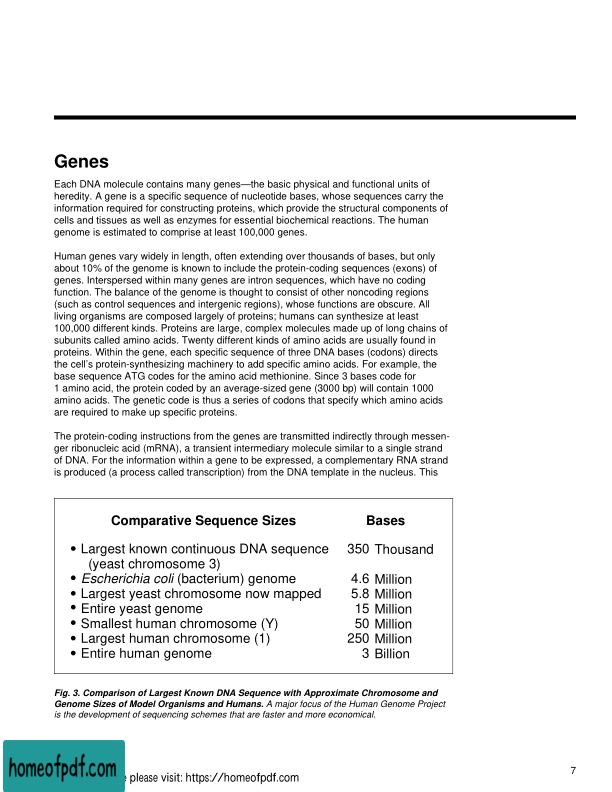 Genes
Each DNA molecule contains many genes—the basic physical and functional units of
heredity. A gene is a specific sequence of nucleotide bases, whose sequences carry the
information required for constructing proteins, which provide the structural components of
cells and tissues as well as enzymes for essential biochemical reactions. The human
genome is estimated to comprise at least 100,000 genes.
Human genes vary widely in length, often extending over thousands of bases, but only
about 10% of the genome is known to include the protein-coding sequences (exons) of
genes. Interspersed within many genes are intron sequences, which have no coding
function. The balance of the genome is thought to consist of other noncoding regions
(such as control sequences and intergenic regions), whose functions are obscure. All
living organisms are composed largely of proteins; humans can synthesize at least
100,000 different kinds. Proteins are large, complex molecules made up of long chains of
subunits called amino acids. Twenty different kinds of amino acids are usually found in
proteins. Within the gene, each specific sequence of three DNA bases (codons) directs
the cell's protein-synthesizing machinery to add specific amino acids. For example, the
base sequence ATG codes for the amino acid methionine. Since 3 bases code for
1 amino acid, the protein coded by an average-sized gene (3000 bp) will contain 1000
amino acids. The genetic code is thus a series of codons that specify which amino acids
are required to make up specific proteins.
The protein-coding instructions from the genes are transmitted indirectly through messen-
ger ribonucleic acid (mRNA), a transient intermediary molecule similar to a single strand
of DNA. For the information within a gene to be expressed, a complementary RNA strand
is produced (a process called transcription) from the DNA template in the nucleus. This
Comparative Sequence Sizes Bases
• Largest known continuous DNA sequence 350 Thousand
(yeast chromosome 3)
• Escherichia coli (bacterium) genome 4.6 Million
• Largest yeast chromosome now mapped 5.8 Million
• Entire yeast genome 15 Million
• Smallest human chromosome (Y) 50 Million
• Largest human chromosome (1) 250 Million
• Entire human genome 3 Billion
Fig. 3. Comparison of Largest Known DNA Sequence with Approximate Chromosome and
Genome Sizes of Model Organisms and Humans. A major focus of the Human Genome Project
is the development of sequencing schemes that are faster and more economical.
7
homeofpdf.com
please visit: https://homeofpdf.com